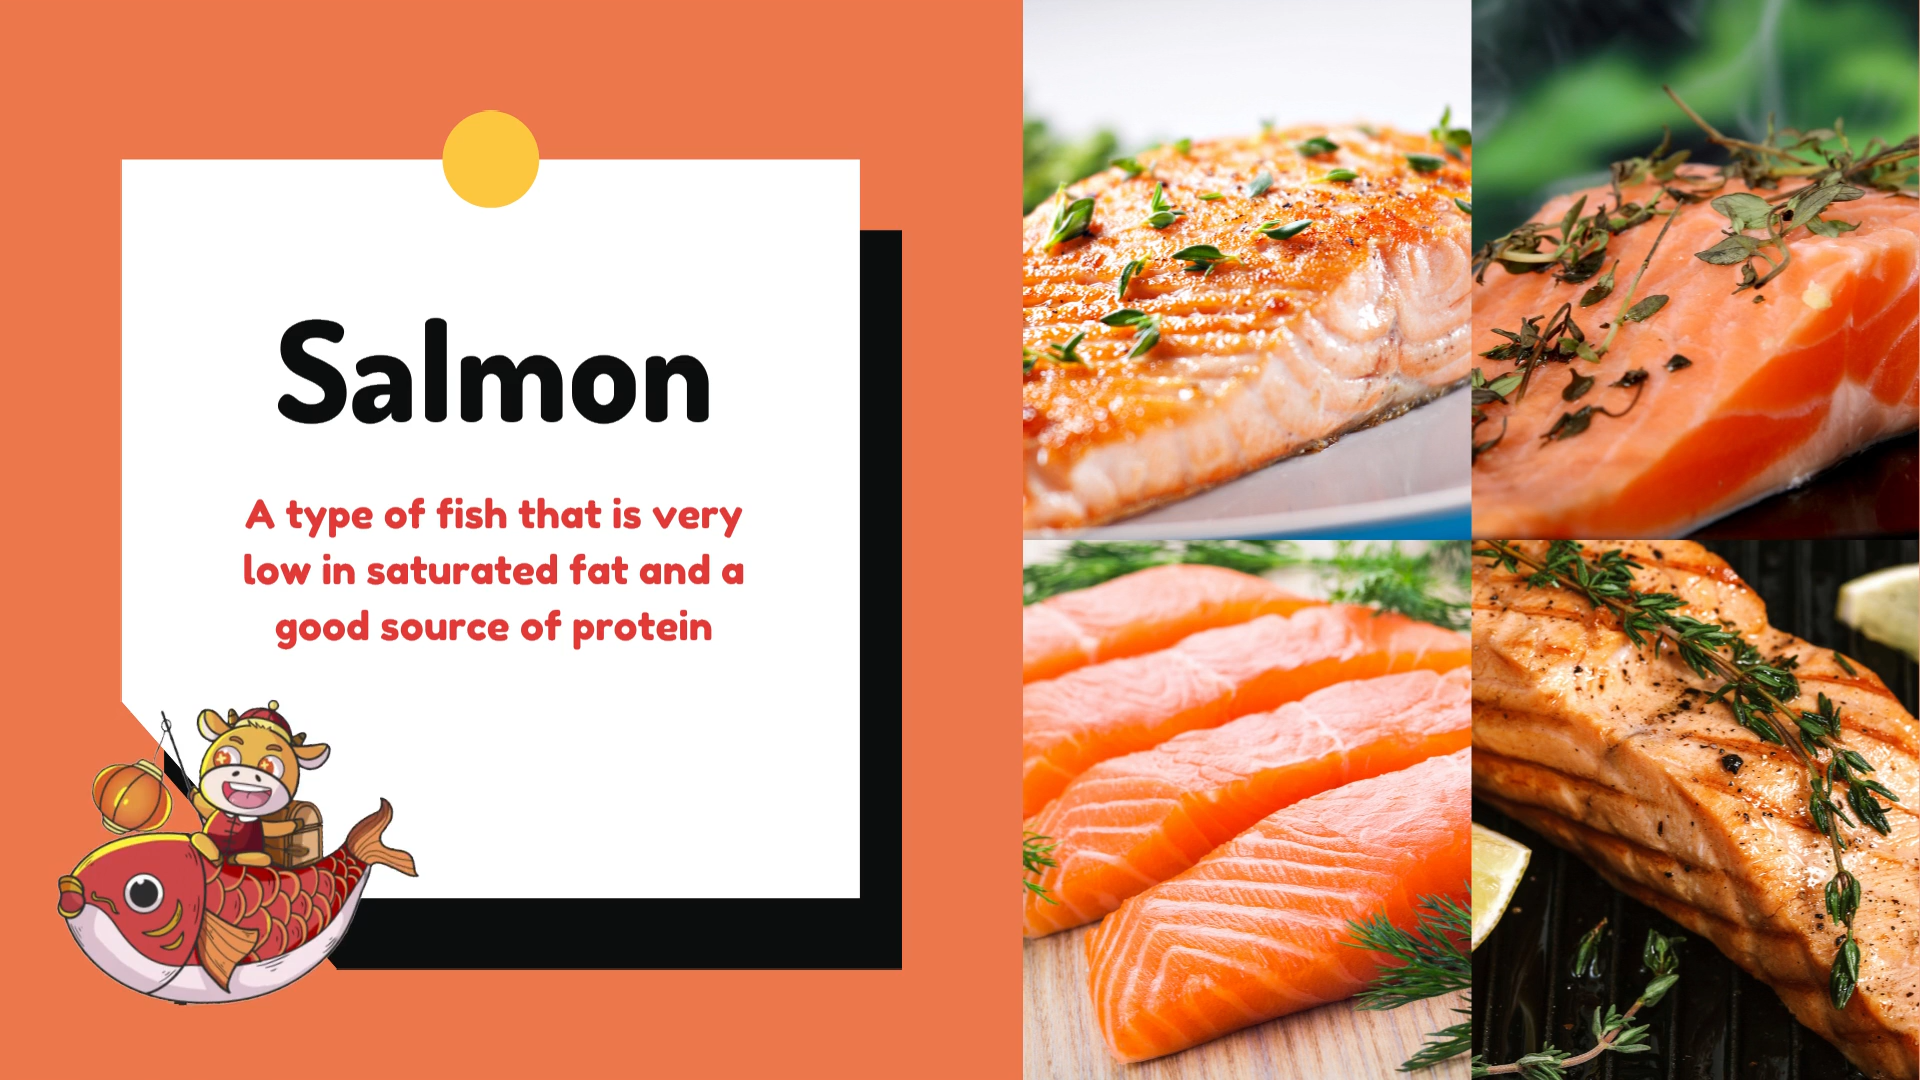 Salmon
A type of fish that is very
low in saturated fat and a
good source of protein